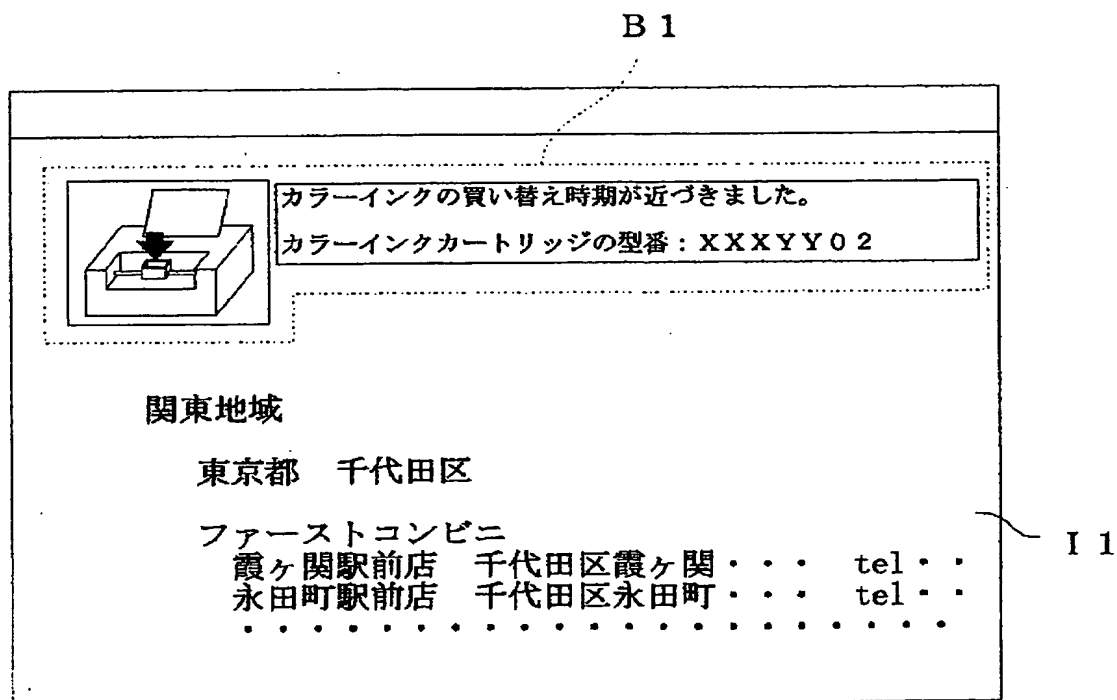 B1
カラーインクの買い替え時期が近づきました。
カラーインクカートリッジの型番：XXXYY02
関東地域
東京都　千代田区
ファーストコンビニ
霞ヶ関駅前店　千代田区霞ヶ関・・・　tel・・
永田町駅前店　千代田区永田町・・・　tel・・
・・・・・・・・・・・・・・・・・・・・・
I1